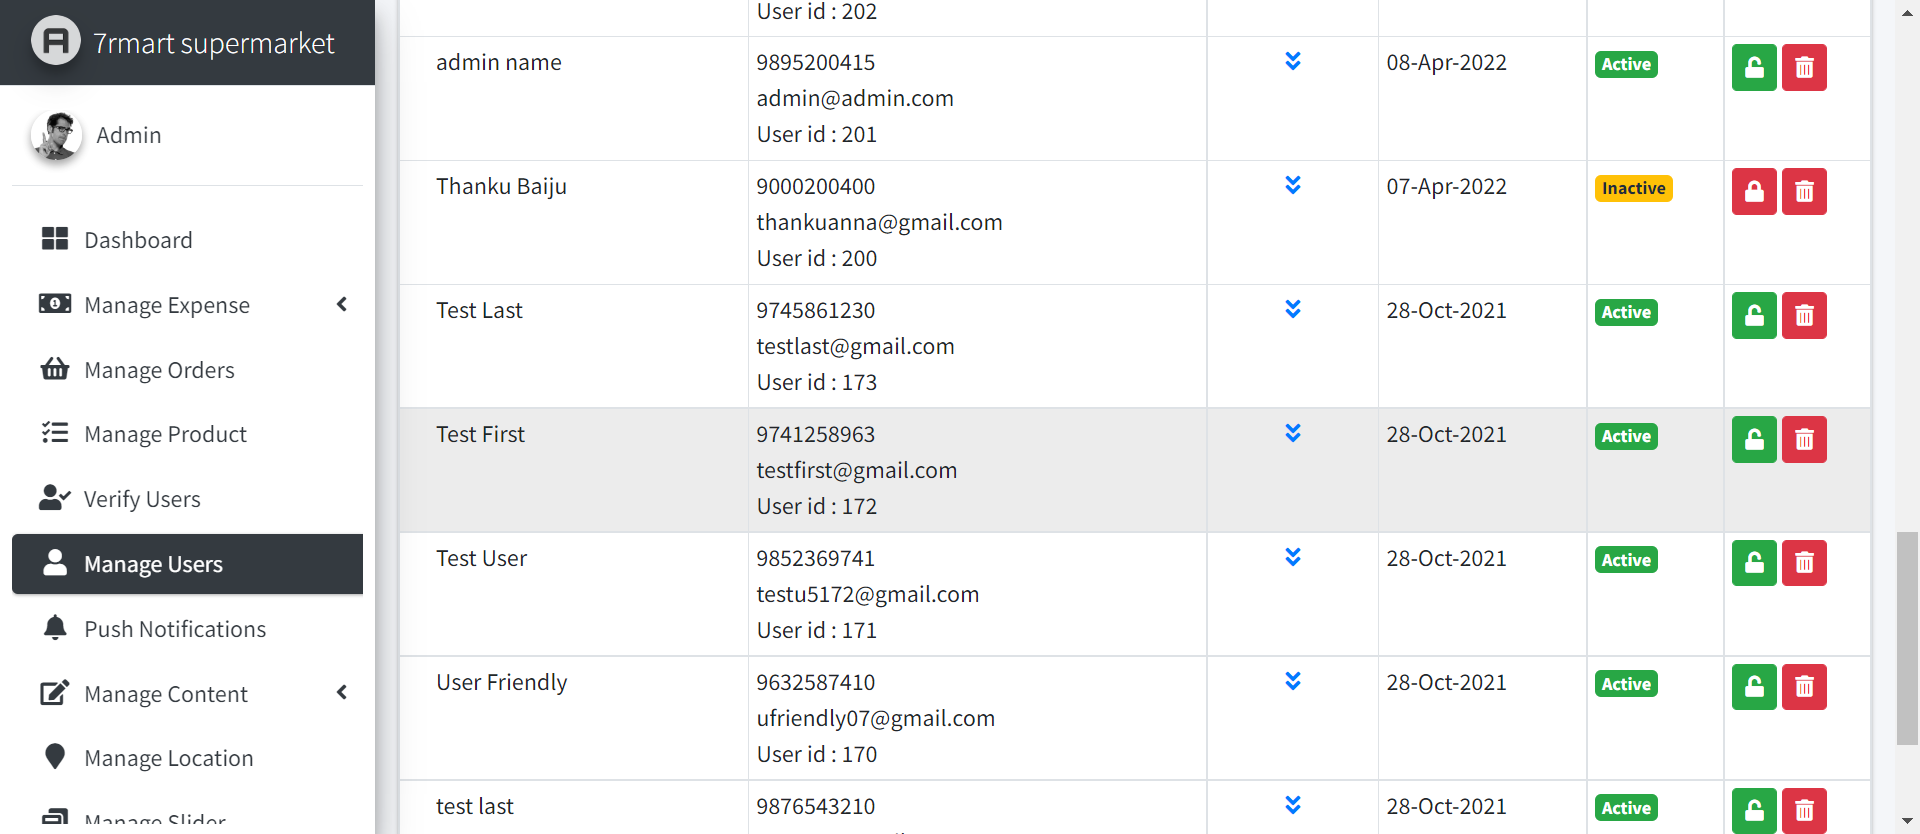 7rmart supermarket
Admin
Dashboard
Manage Expense
Manage Orders
Manage Product
Verify Users
Manage Users
Push Notifications
Manage Content
Manage Location
Manage Slider
User id : 202
admin name
9895200415
admin@admin.com
User id : 201
08-Apr-2022
Active
Thanku Baiju
9000200400
thankuanna@gmail.com
User id : 200
07-Apr-2022
Inactive
Test Last
9745861230
testlast@gmail.com
User id : 173
28-Oct-2021
Active
Test First
9741258963
testfirst@gmail.com
User id : 172
28-Oct-2021
Active
Test User
9852369741
testu5172@gmail.com
User id : 171
28-Oct-2021
Active
User Friendly
9632587410
ufriendly07@gmail.com
User id : 170
28-Oct-2021
Active
test last
9876543210
28-Oct-2021
Active